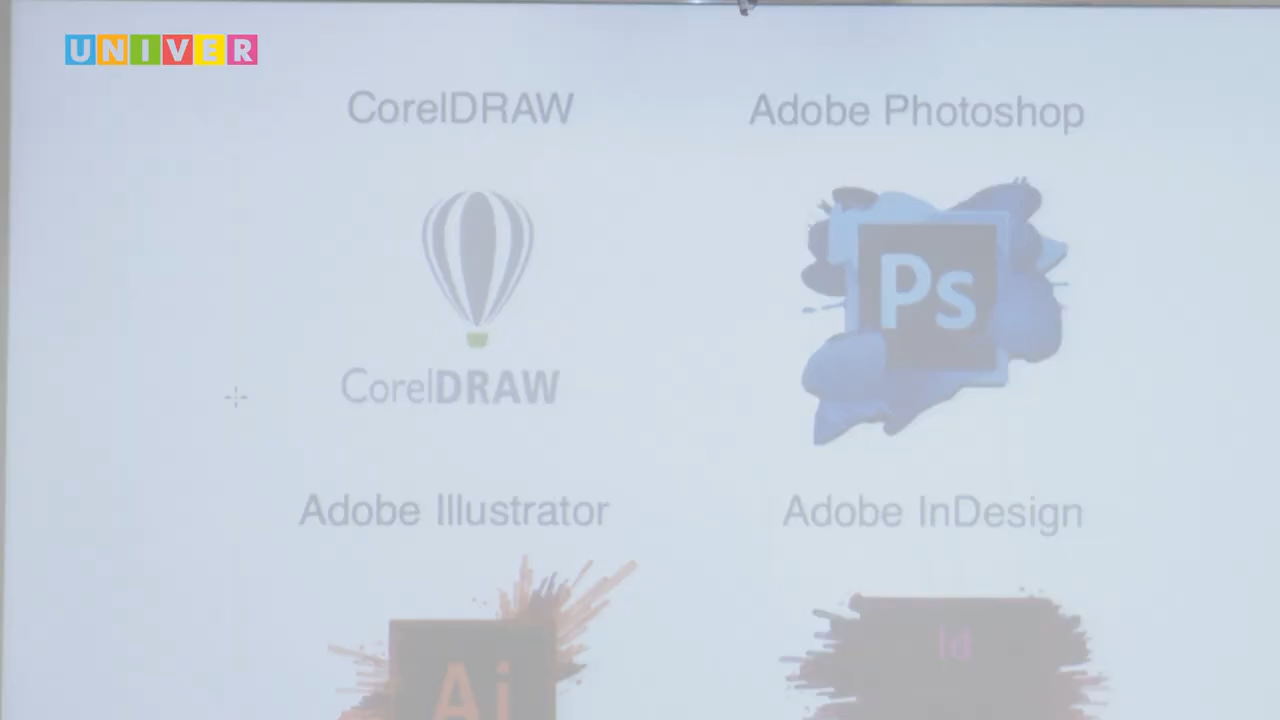 UNIVER
CorelDRAW
Adobe Photoshop
Ps
CorelDRAW
Adobe Illustrator
Adobe InDesign
Ai
Id